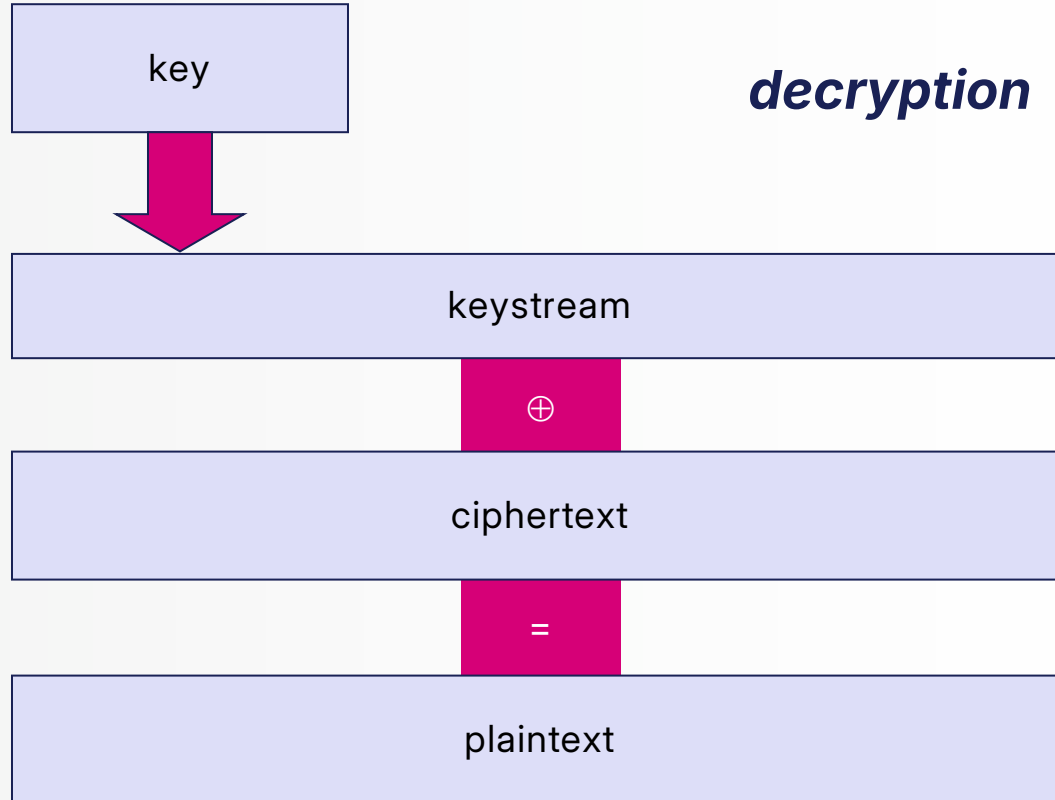 key
decryption
keystream
⊕
ciphertext
=
plaintext